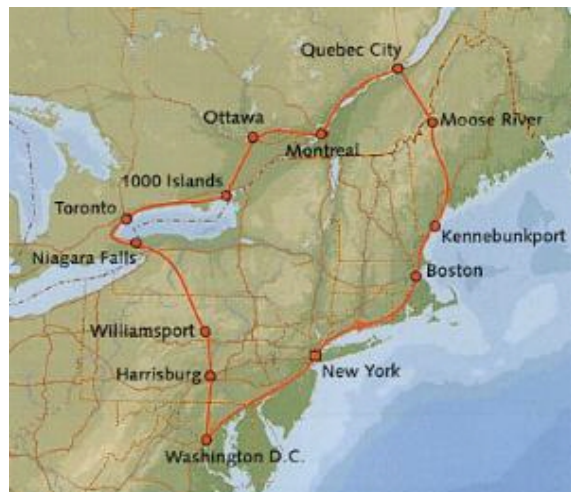 Quebec City
Ottawa
Moose River
Montreal
1000 Islands
Toronto
Kennebunkport
Niagara Falls
Boston
Williamsport
New York
Harrisburg
Washington D.C.